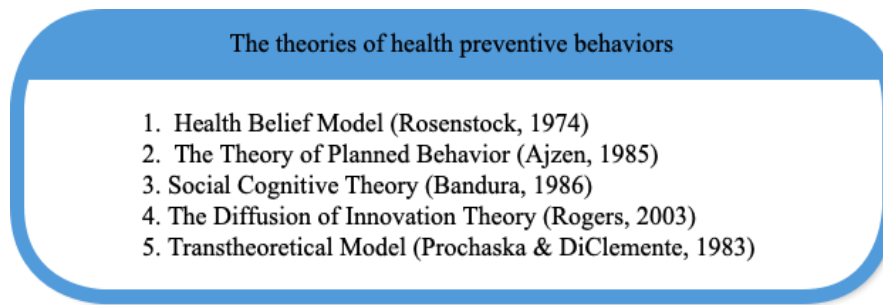 The theories of health preventive behaviors
1. Health Belief Model (Rosenstock, 1974)
2. The Theory of Planned Behavior (Ajzen, 1985)
3. Social Cognitive Theory (Bandura, 1986)
4. The Diffusion of Innovation Theory (Rogers, 2003)
5. Transtheoretical Model (Prochaska & DiClemente, 1983)